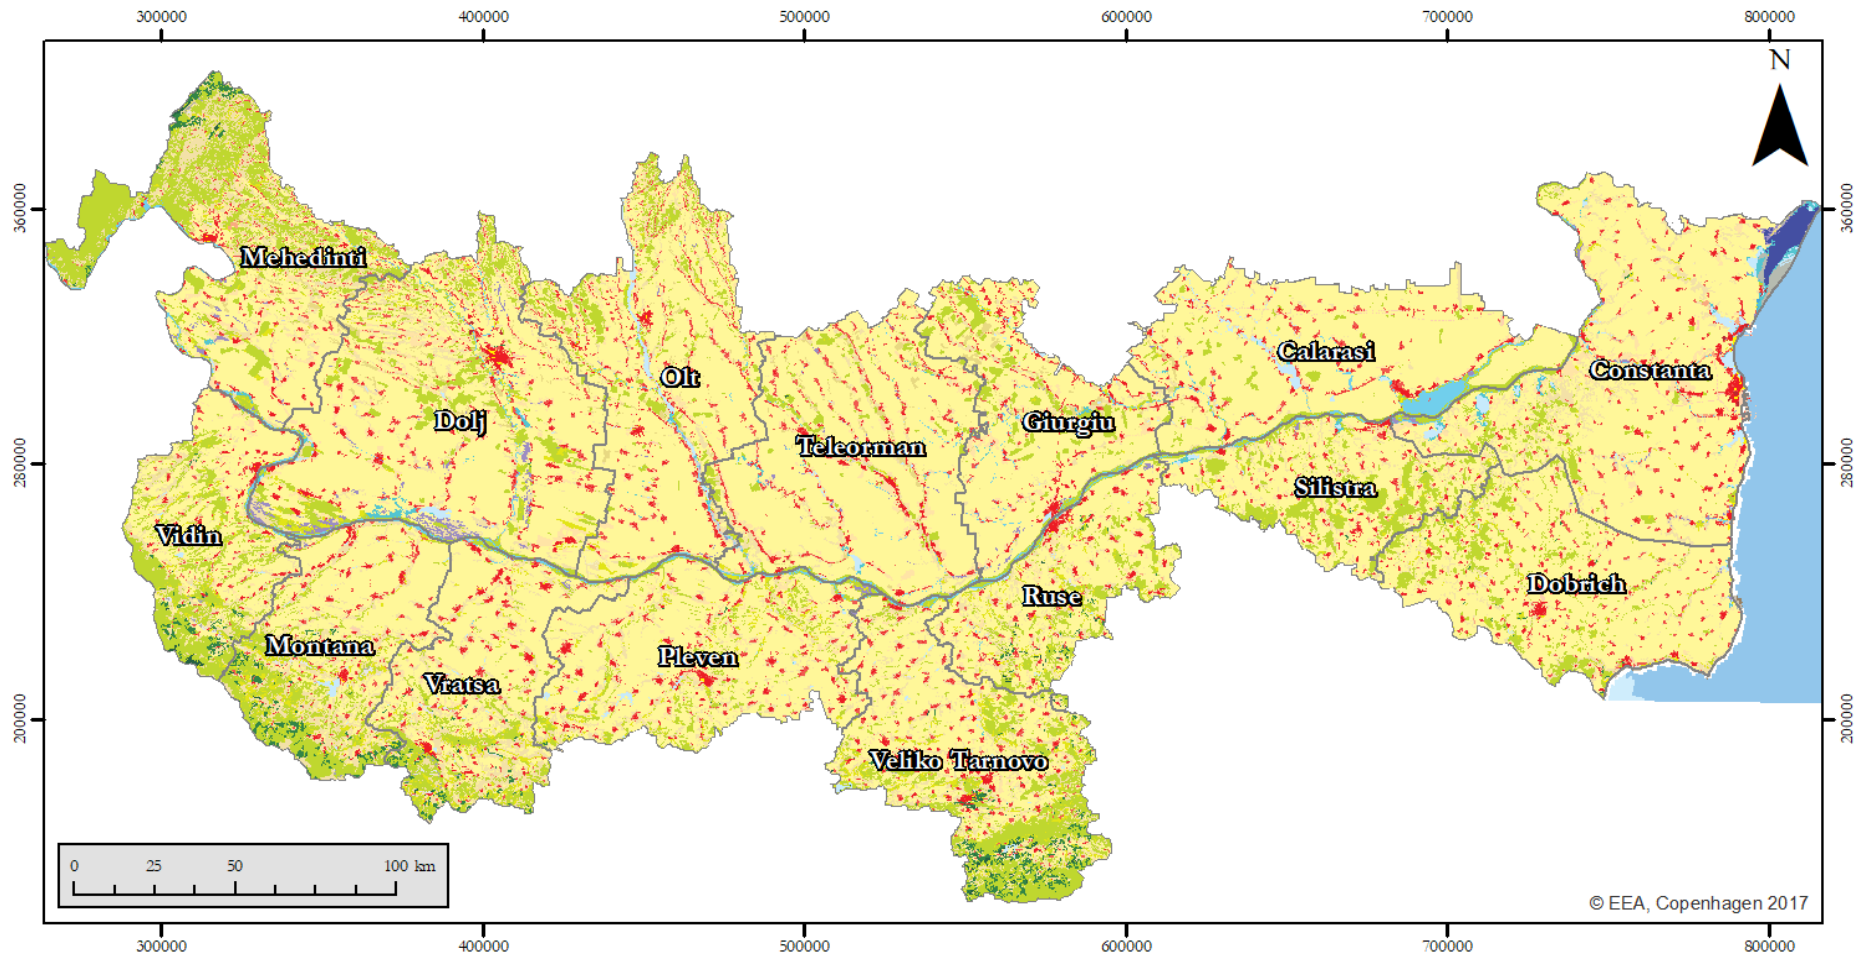 300000 400000 500000 600000 700000 800000
N
360000 360000
Mehedinti
Calarasi
Constanta
Olt
Dolj
Giurgiu
Teleorman
280000 280000
Silistra
Vidin
Dobrich
Ruse
Montana
Pleven
Vratsa
200000 200000
Veliko Tarnovo
0 25 50 100 km
© EEA, Copenhagen 2017
300000 400000 500000 600000 700000 800000